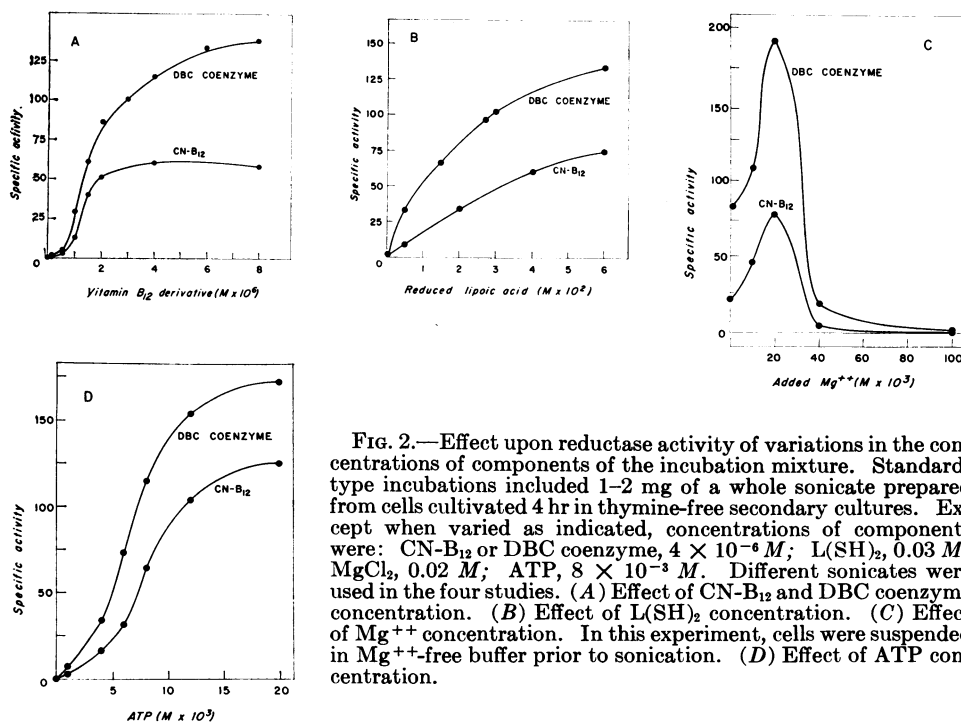 A
125
100
75
50
25
0
Specific activity.
DBC COENZYME
CN-B12
2 4 6 8
Vitamin B12 derivative (M x 10⁶)
B
150
125
100
75
50
25
0
Specific activity
DBC COENZYME
CN-B12
1 2 3 4 5 6
Reduced lipoic acid (M x 10²)
C
200
150
100
50
0
Specific activity
DBC COENZYME
CN-B12
20 40 60 80 100
Added Mg++ (M x 10³)
D
150
100
50
0
Specific activity
DBC COENZYME
CN-B12
5 10 15 20
ATP (M x 10³)
FIG. 2.—Effect upon reductase activity of variations in the con
centrations of components of the incubation mixture. Standard
type incubations included 1–2 mg of a whole sonicate prepare
from cells cultivated 4 hr in thymine-free secondary cultures. Ex
cept when varied as indicated, concentrations of component
were: CN-B12 or DBC coenzyme, 4 × 10⁻⁶ M; L(SH)2, 0.03 M
MgCl2, 0.02 M; ATP, 8 × 10⁻³ M. Different sonicates wer
used in the four studies. (A) Effect of CN-B12 and DBC coenzym
concentration. (B) Effect of L(SH)2 concentration. (C) Effec
of Mg++ concentration. In this experiment, cells were suspende
in Mg++-free buffer prior to sonication. (D) Effect of ATP con
centration.